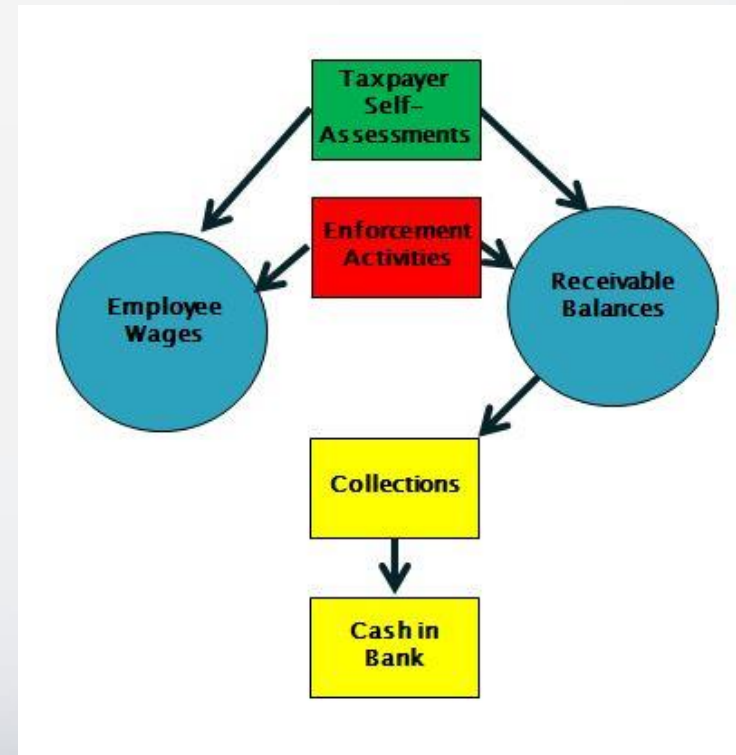 Taxpayer
Self-
Assessments
Enforcement
Activities
Employee
Wages
Receivable
Balances
Collections
Cash in
Bank